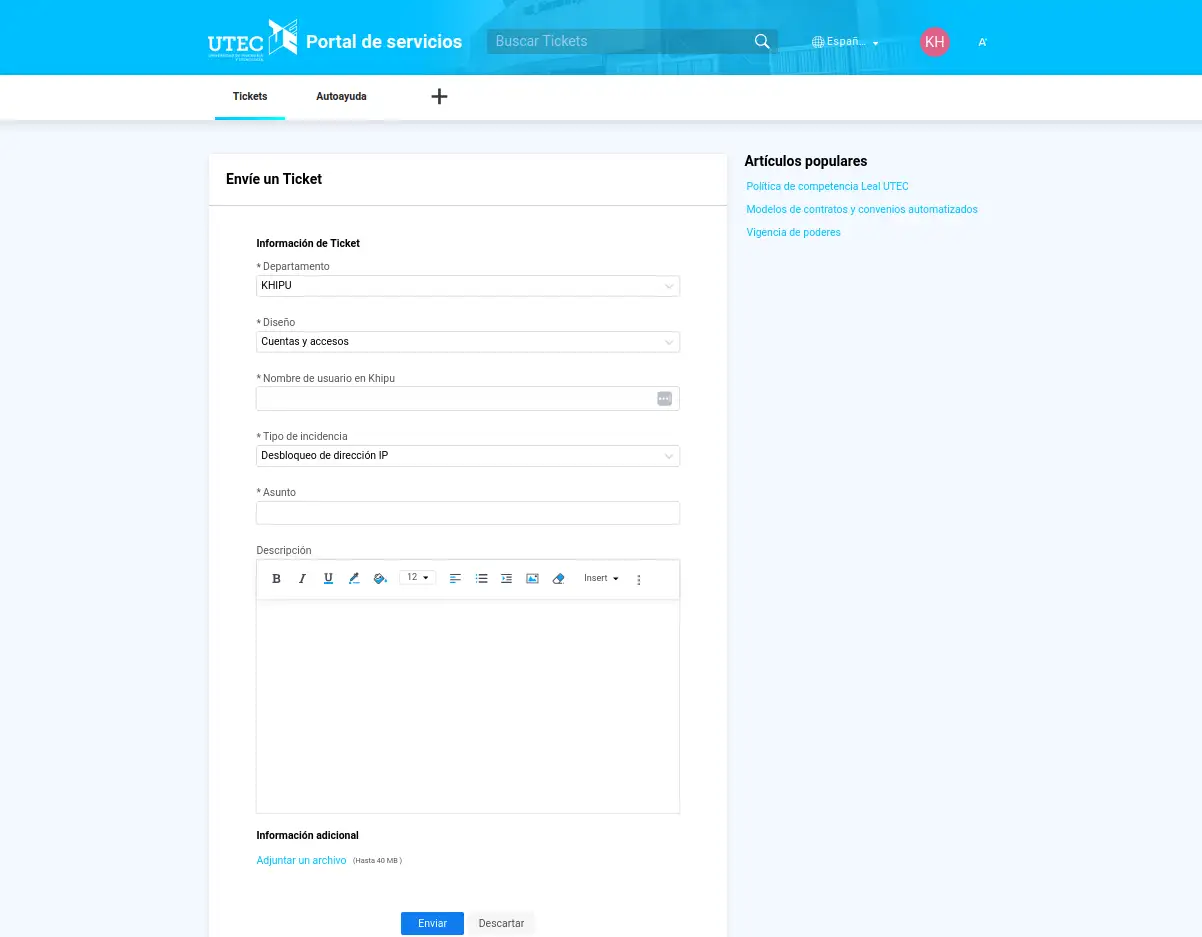 UTEC
Portal de servicios
Buscar Tickets
Españ...
KH
A
Tickets
Autoayuda
Envíe un Ticket
Artículos populares
Política de competencia Leal UTEC
Modelos de contratos y convenios automatizados
Vigencia de poderes
Información de Ticket
* Departamento
KHIPU
* Diseño
Cuentas y accesos
* Nombre de usuario en Khipu
* Tipo de incidencia
Desbloqueo de dirección IP
* Asunto
Descripción
B I U 12 Insert
Información adicional
Adjuntar un archivo (Hasta 40 MB )
Enviar Descartar